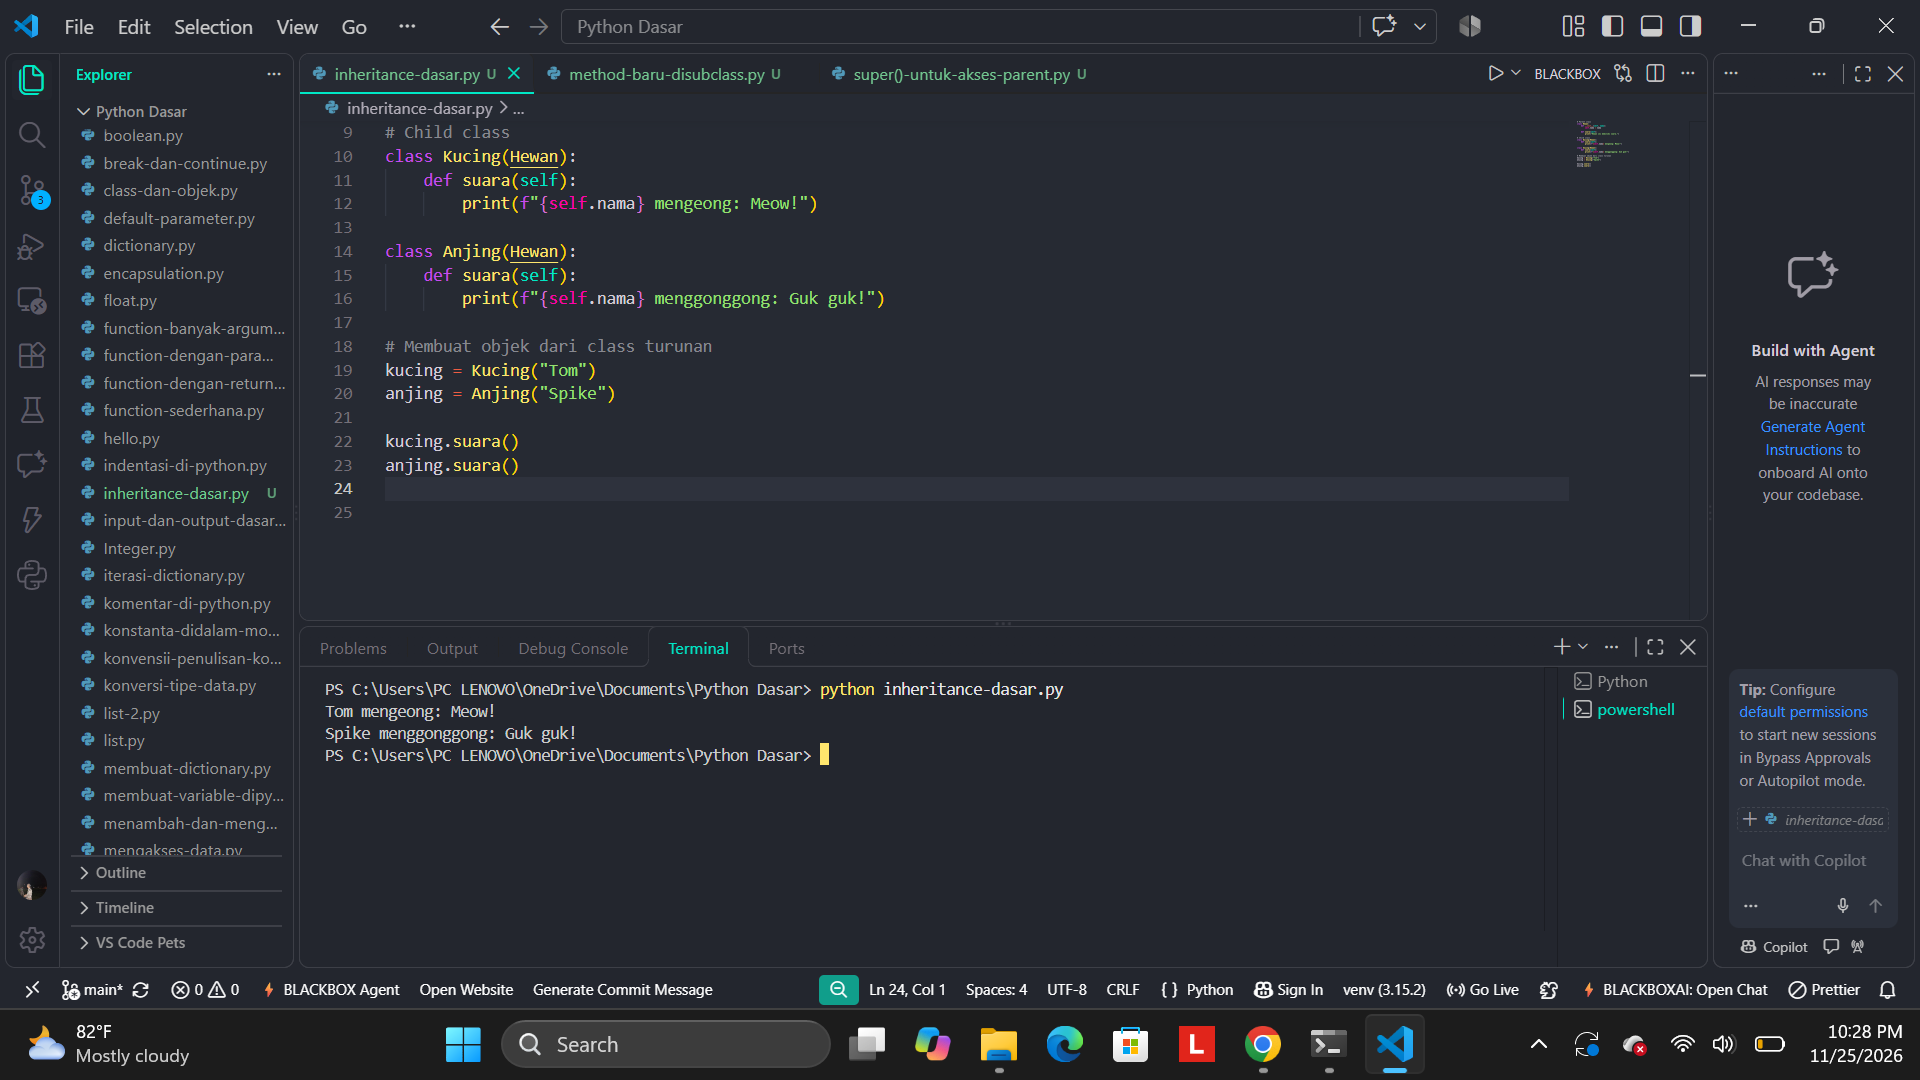 File Edit Selection View Go ...
Python Dasar
Explorer
Python Dasar
boolean.py
break-dan-continue.py
class-dan-objek.py
default-parameter.py
dictionary.py
encapsulation.py
float.py
function-banyak-argum...
function-dengan-para...
function-dengan-return...
function-sederhana.py
hello.py
indentasi-di-python.py
inheritance-dasar.py U
input-dan-output-dasar...
Integer.py
iterasi-dictionary.py
komentar-di-python.py
konstanta-didalam-mo...
konvensii-penulisan-ko...
konversi-tipe-data.py
list-2.py
list.py
membuat-dictionary.py
membuat-variable-dipy...
menambah-dan-meng...
mengakses-data.py
Outline
Timeline
VS Code Pets
3
inheritance-dasar.py U
method-baru-disubclass.py U
super()-untuk-akses-parent.py U
BLACKBOX
inheritance-dasar.py > ...
9 # Child class
10 class Kucing(Hewan):
11 def suara(self):
12 print(f"{self.nama} mengeong: Meow!")
13
14 class Anjing(Hewan):
15 def suara(self):
16 print(f"{self.nama} menggonggong: Guk guk!")
17
18 # Membuat objek dari class turunan
19 kucing = Kucing("Tom")
20 anjing = Anjing("Spike")
21
22 kucing.suara()
23 anjing.suara()
24
25
Problems Output Debug Console Terminal Ports
PS C:\Users\PC LENOVO\OneDrive\Documents\Python Dasar> python inheritance-dasar.py
Tom mengeong: Meow!
Spike menggonggong: Guk guk!
PS C:\Users\PC LENOVO\OneDrive\Documents\Python Dasar>
Python
powershell
Build with Agent
AI responses may
be inaccurate
Generate Agent
Instructions to
onboard AI onto
your codebase.
Tip: Configure
default permissions
to start new sessions
in Bypass Approvals
or Autopilot mode.
inheritance-dasa
Chat with Copilot
Copilot
main* 0 0 BLACKBOX Agent Open Website Generate Commit Message Ln 24, Col 1 Spaces: 4 UTF-8 CRLF { } Python Sign In venv (3.15.2) Go Live BLACKBOXAI: Open Chat Prettier
82°F
Mostly cloudy
Search
L
10:28 PM
11/25/2026